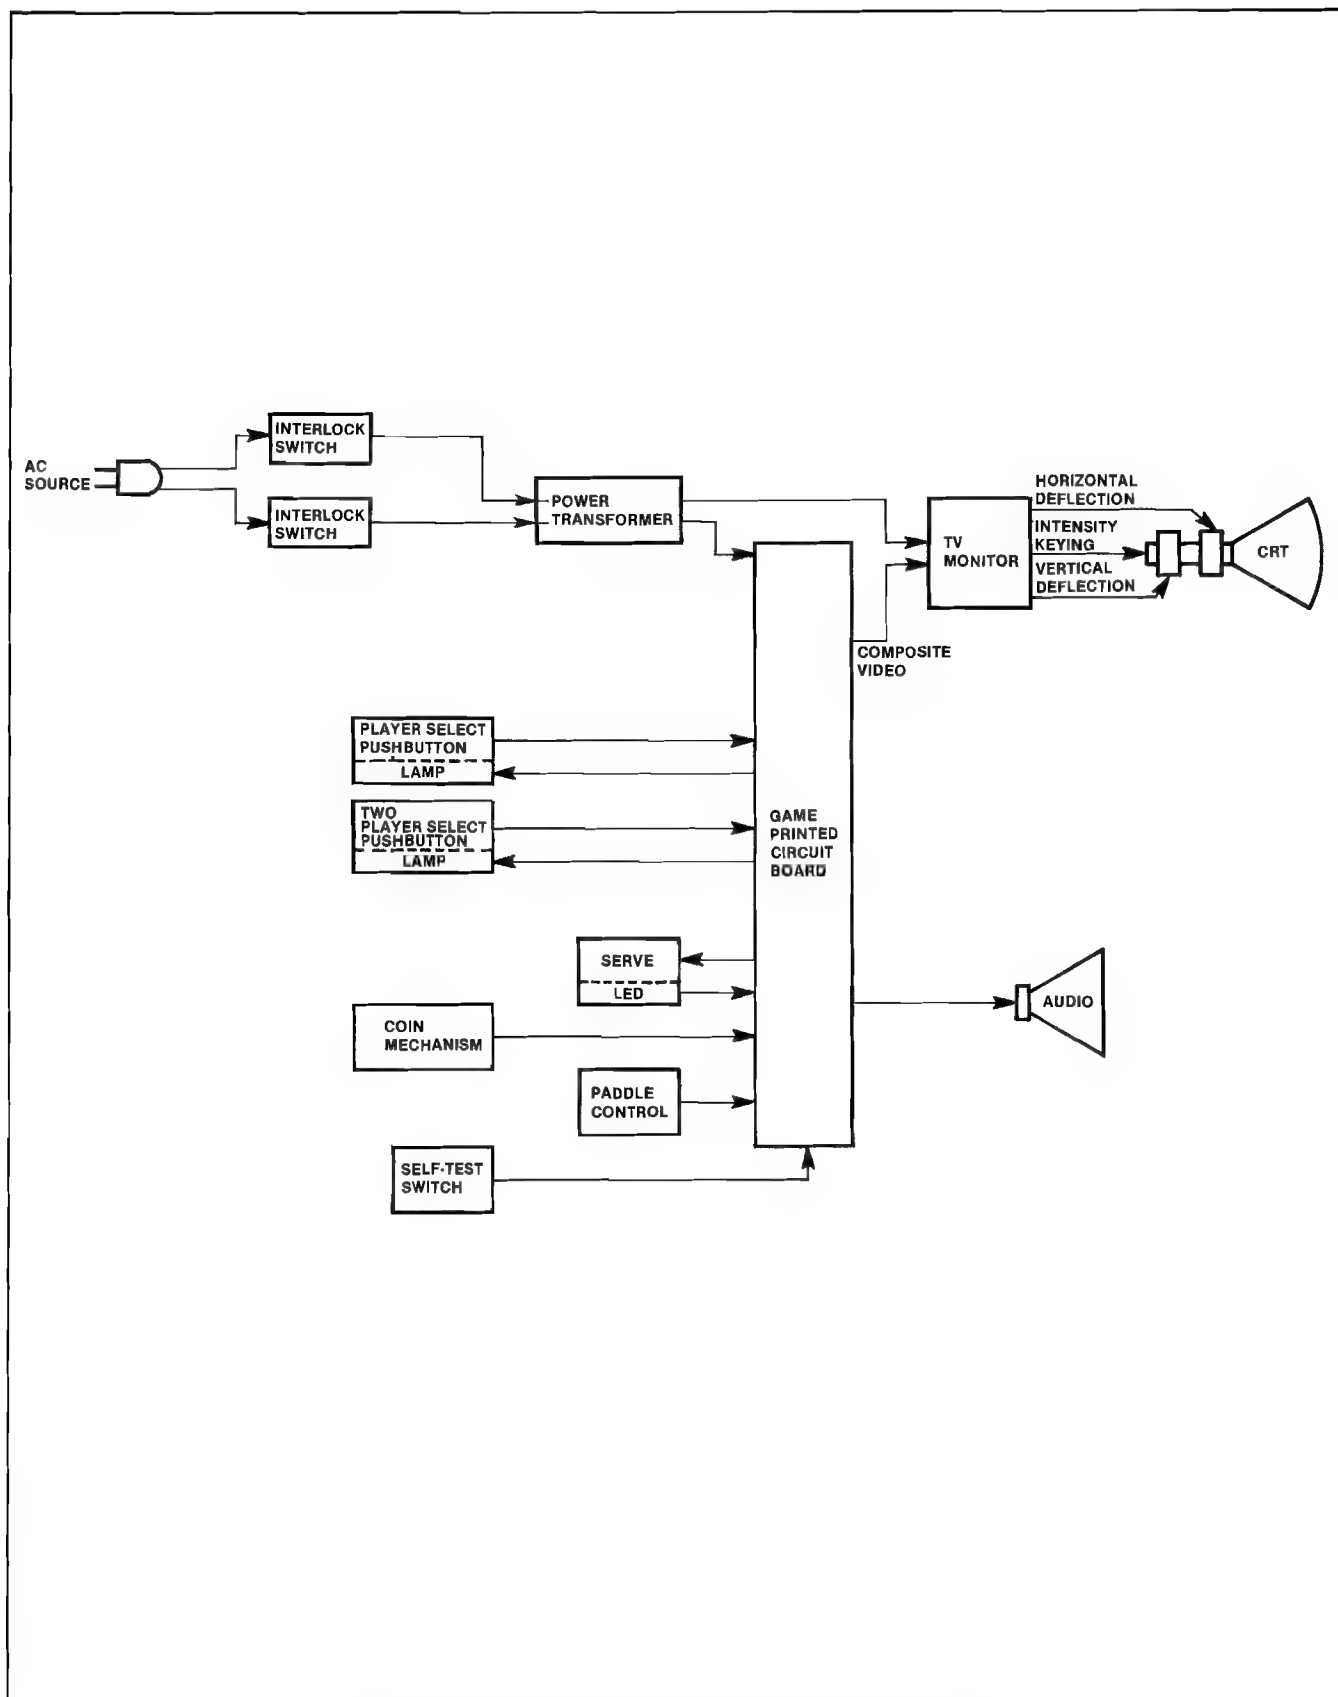 AC
SOURCE
INTERLOCK
SWITCH
INTERLOCK
SWITCH
POWER
TRANSFORMER
TV
MONITOR
HORIZONTAL
DEFLECTION
INTENSITY
KEYING
VERTICAL
DEFLECTION
CRT
COMPOSITE
VIDEO
PLAYER SELECT
PUSHBUTTON
LAMP
TWO
PLAYER SELECT
PUSHBUTTON
LAMP
GAME
PRINTED
CIRCUIT
BOARD
SERVE
LED
COIN
MECHANISM
PADDLE
CONTROL
SELF-TEST
SWITCH
AUDIO